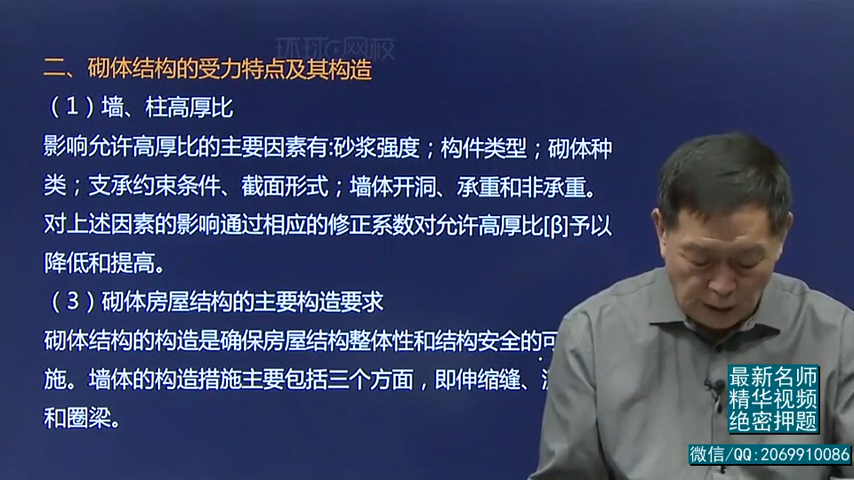 环球网校
二、砌体结构的受力特点及其构造
（1）墙、柱高厚比
影响允许高厚比的主要因素有:砂浆强度；构件类型；砌体种
类；支承约束条件、截面形式；墙体开洞、承重和非承重。
对上述因素的影响通过相应的修正系数对允许高厚比[β]予以
降低和提高。
（3）砌体房屋结构的主要构造要求
砌体结构的构造是确保房屋结构整体性和结构安全的可
施。墙体的构造措施主要包括三个方面，即伸缩缝、
和圈梁。
最新名师
精华视频
绝密押题
微信/QQ:2069910086